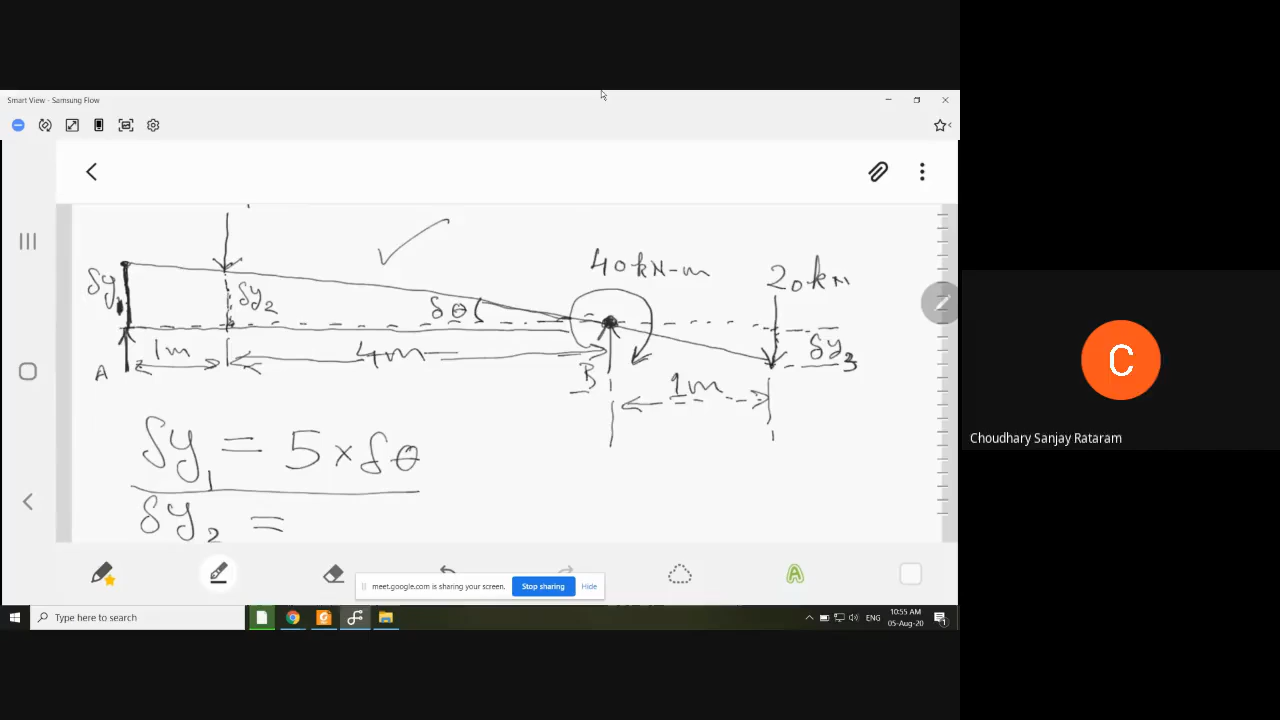 Smart View - Samsung Flow
40kN-m
20kN
δy1
δy2
δθ
δy3
1m
4m
A
B
1m
δy1 = 5 × δθ
δy2 =
meet.google.com is sharing your screen.
Stop sharing
Hide
Type here to search
ENG
10:55 AM
05-Aug-20
1
C
Choudhary Sanjay Rataram